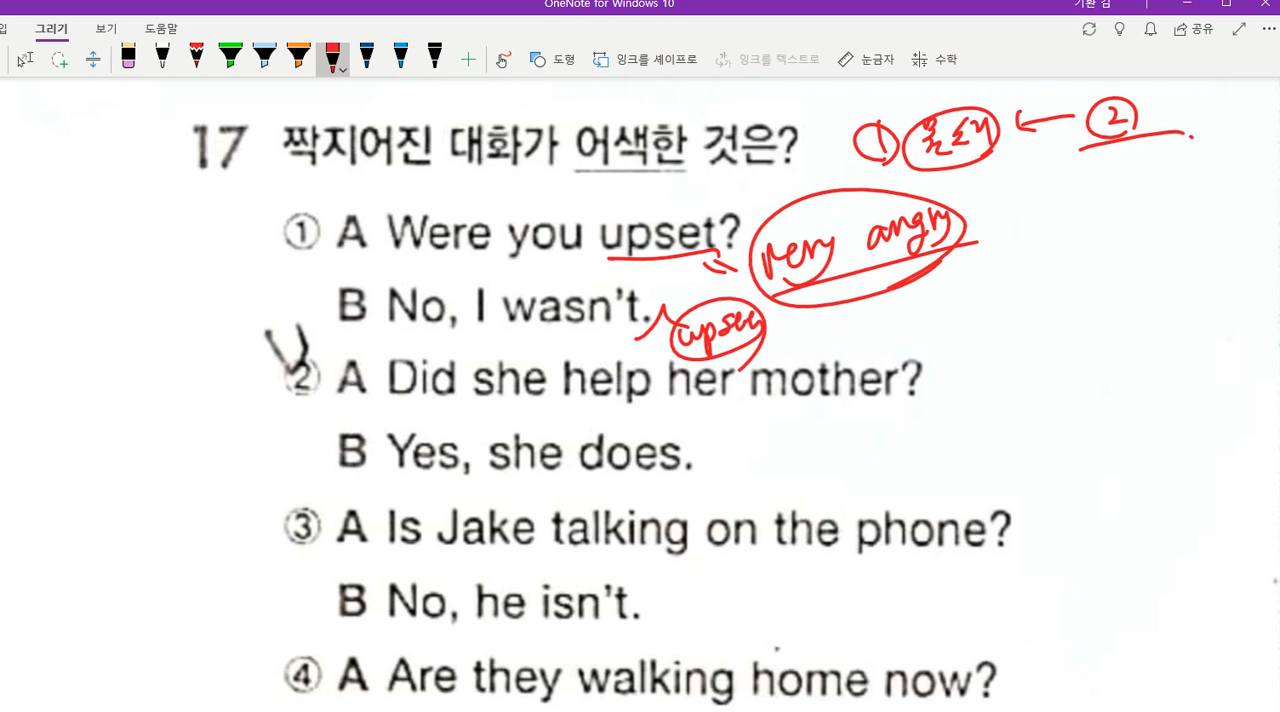 OneNote for Windows 10
기환 김
입 그리기 보기 도움말
공유
도형 잉크를 셰이프로 잉크를 텍스트로 눈금자 수학
17 짝지어진 대화가 어색한 것은?
① ← ②
① A Were you upset?
very angry
B No, I wasn't.
② A Did she help her mother?
B Yes, she does.
③ A Is Jake talking on the phone?
B No, he isn't.
④ A Are they walking home now?